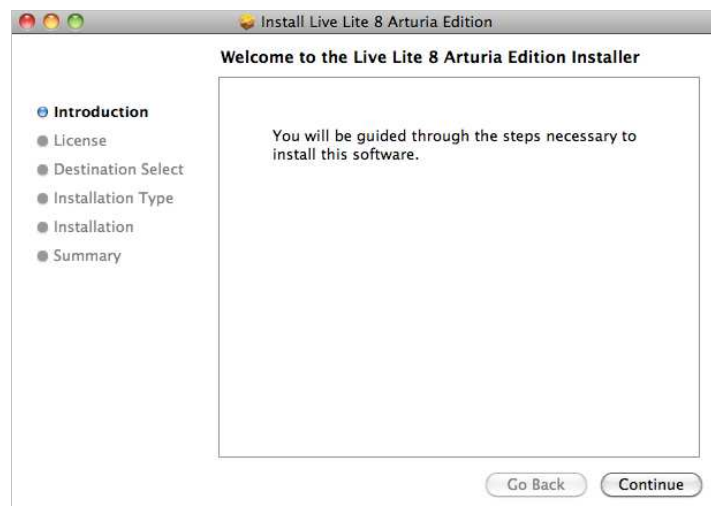 Install Live Lite 8 Arturia Edition
Welcome to the Live Lite 8 Arturia Edition Installer
Introduction
License
Destination Select
Installation Type
Installation
Summary
You will be guided through the steps necessary to
install this software.
Go Back
Continue